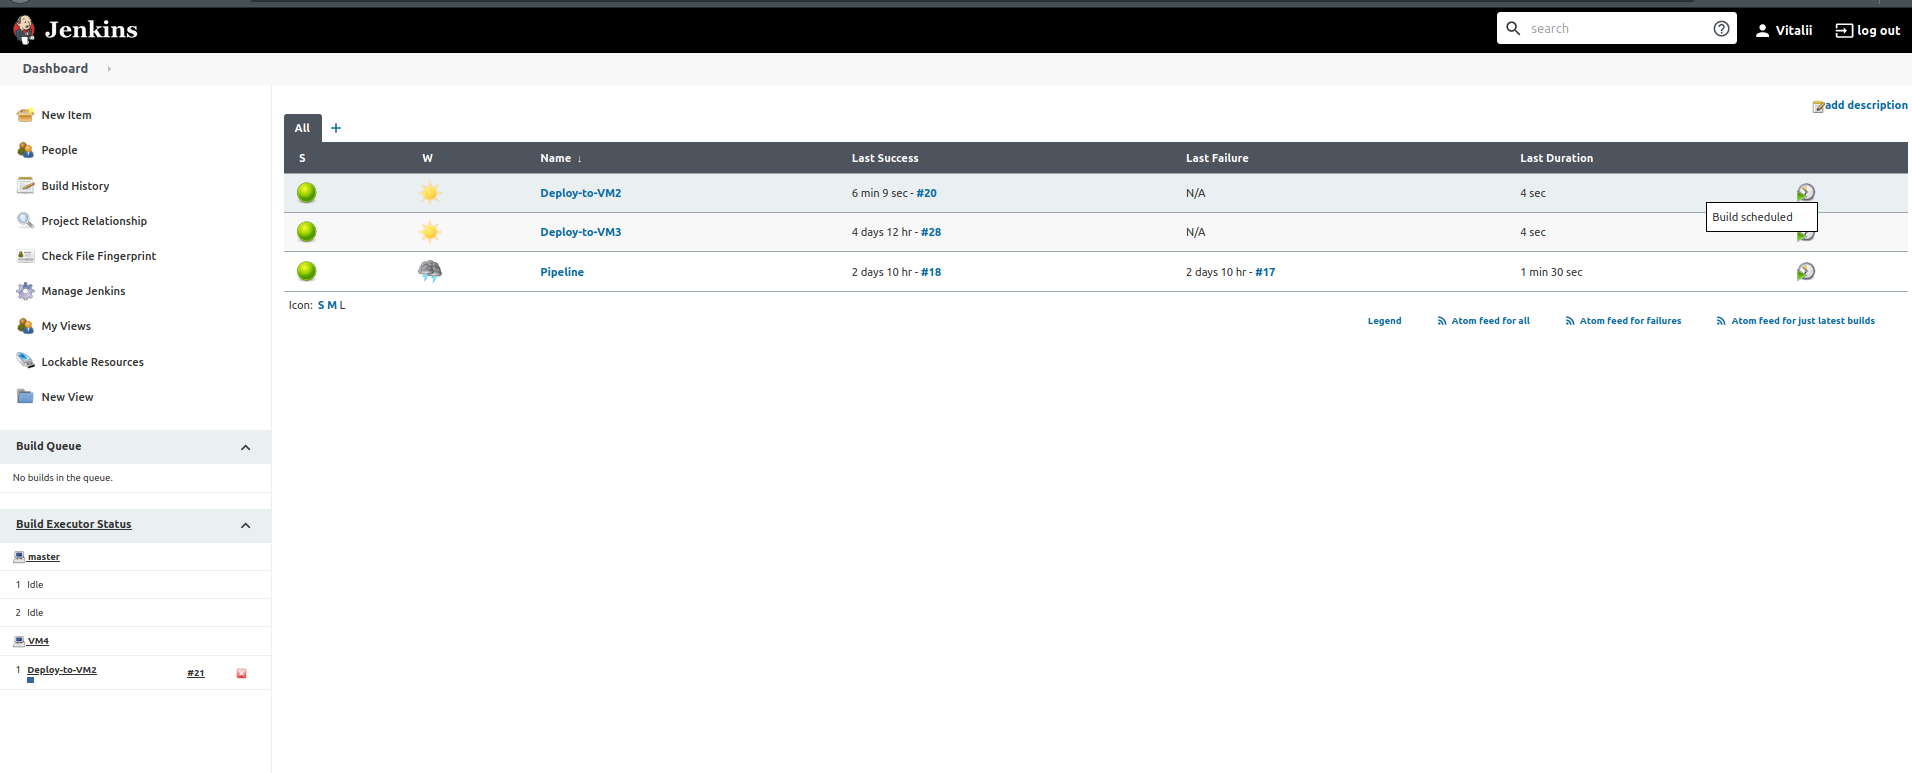 Jenkins
search
Vitalii
log out
Dashboard
New Item
People
Build History
Project Relationship
Check File Fingerprint
Manage Jenkins
My Views
Lockable Resources
New View
Build Queue
No builds in the queue.
Build Executor Status
master
1 Idle
2 Idle
VM4
1 Deploy-to-VM2 #21
add description
All +
S W Name ↓ Last Success Last Failure Last Duration
Deploy-to-VM2 6 min 9 sec - #20 N/A 4 sec
Build scheduled
Deploy-to-VM3 4 days 12 hr - #28 N/A 4 sec
Pipeline 2 days 10 hr - #18 2 days 10 hr - #17 1 min 30 sec
Icon: S M L
Legend Atom feed for all Atom feed for failures Atom feed for just latest builds